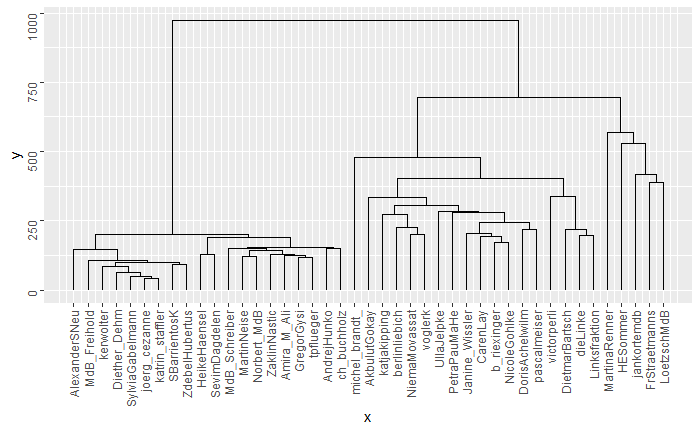 1000
750
500
250
0
y
AlexanderSNeu
MdB_Freihold
kerwolter
Diether_Dehm
SylviaGabelmann
joerg_cezanne
katrin_staffler
SBarrientosK
ZdebelHubertus
HeikeHaensel
SevimDagdelen
MdB_Schreiber
MartinNeise
Norbert_MdB
ZaklinNastic
Amira_M_Ali
GregorGysi
tpflueger
AndrejHunko
ch_buchholz
michel_brandt_
AkbulutGokay
katjakipping
berlinliebich
NiemaMovassat
voglerk
UllaJelpke
PetraPauMaHe
Janine_Wissler
CarenLay
b_riexinger
NicoleGohlke
DorisAchelwilm
pascalmeiser
victorperli
DietmarBartsch
dieLinke
Linksfraktion
MartinaRenner
HESommer
jankortemdb
FrStraetmanns
LoetzschMdB
x